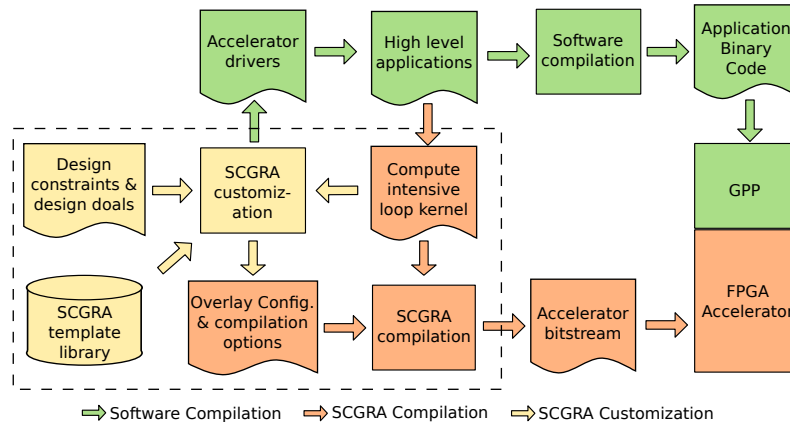 Accelerator
drivers
High level
applications
Software
compilation
Application
Binary
Code
Design
constraints &
design doals
SCGRA
customiz-
ation
Compute
intensive
loop kernel
GPP
SCGRA
template
library
Overlay Config.
& compilation
options
SCGRA
compilation
Accelerator
bitstream
FPGA
Accelerator
Software Compilation
SCGRA Compilation
SCGRA Customization